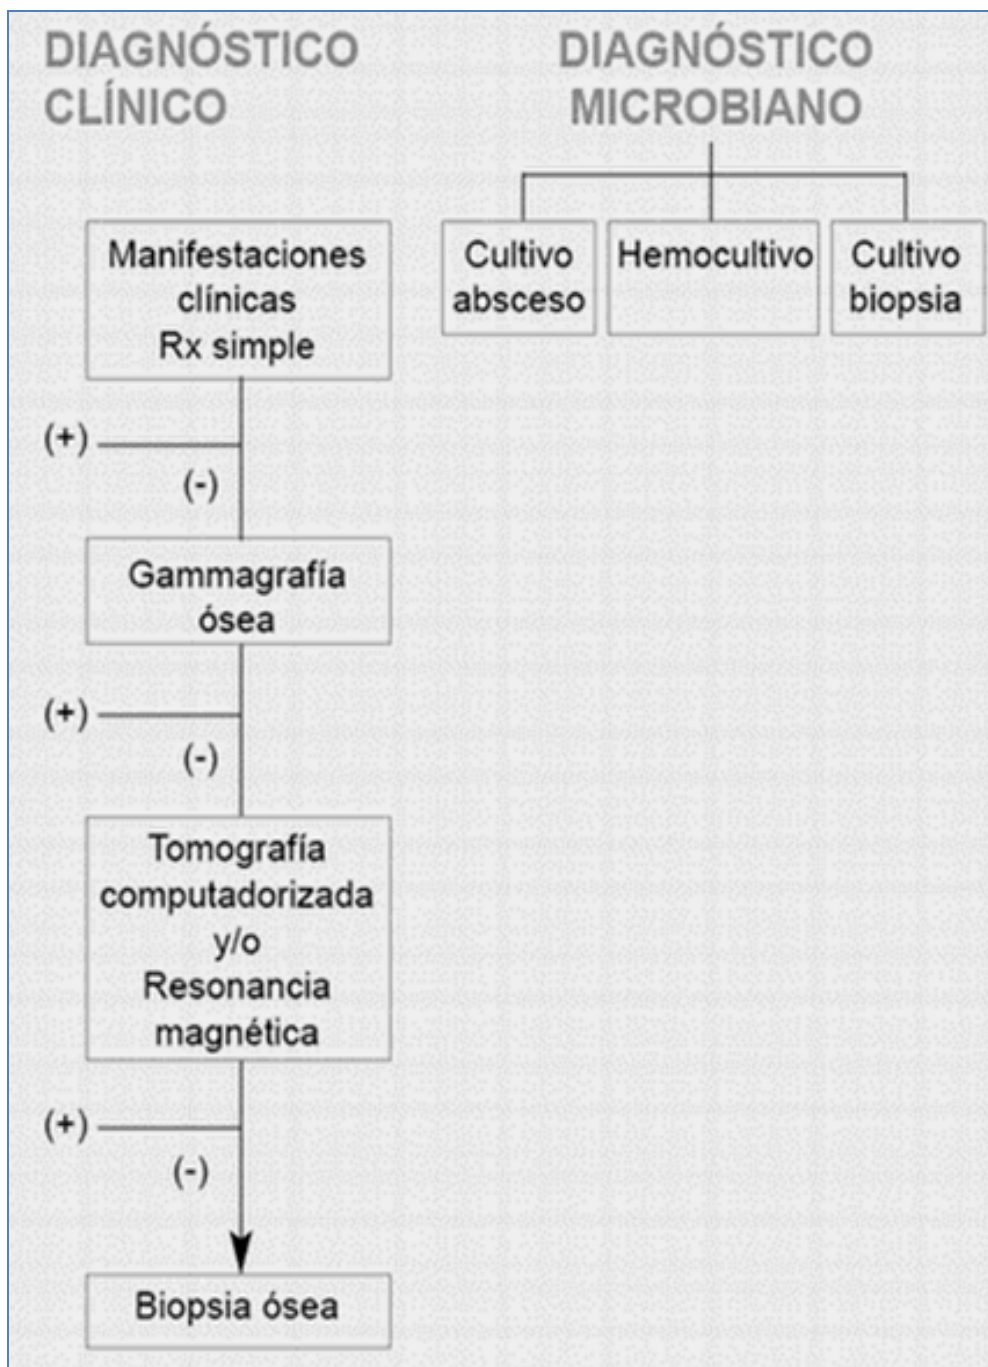 DIAGNÓSTICO
CLÍNICO
Manifestaciones
clínicas
Rx simple
(+)
(-)
Gammagrafía
ósea
(+)
(-)
Tomografía
computadorizada
y/o
Resonancia
magnética
(+)
(-)
Biopsia ósea
DIAGNÓSTICO
MICROBIANO
Cultivo
absceso
Hemocultivo
Cultivo
biopsia